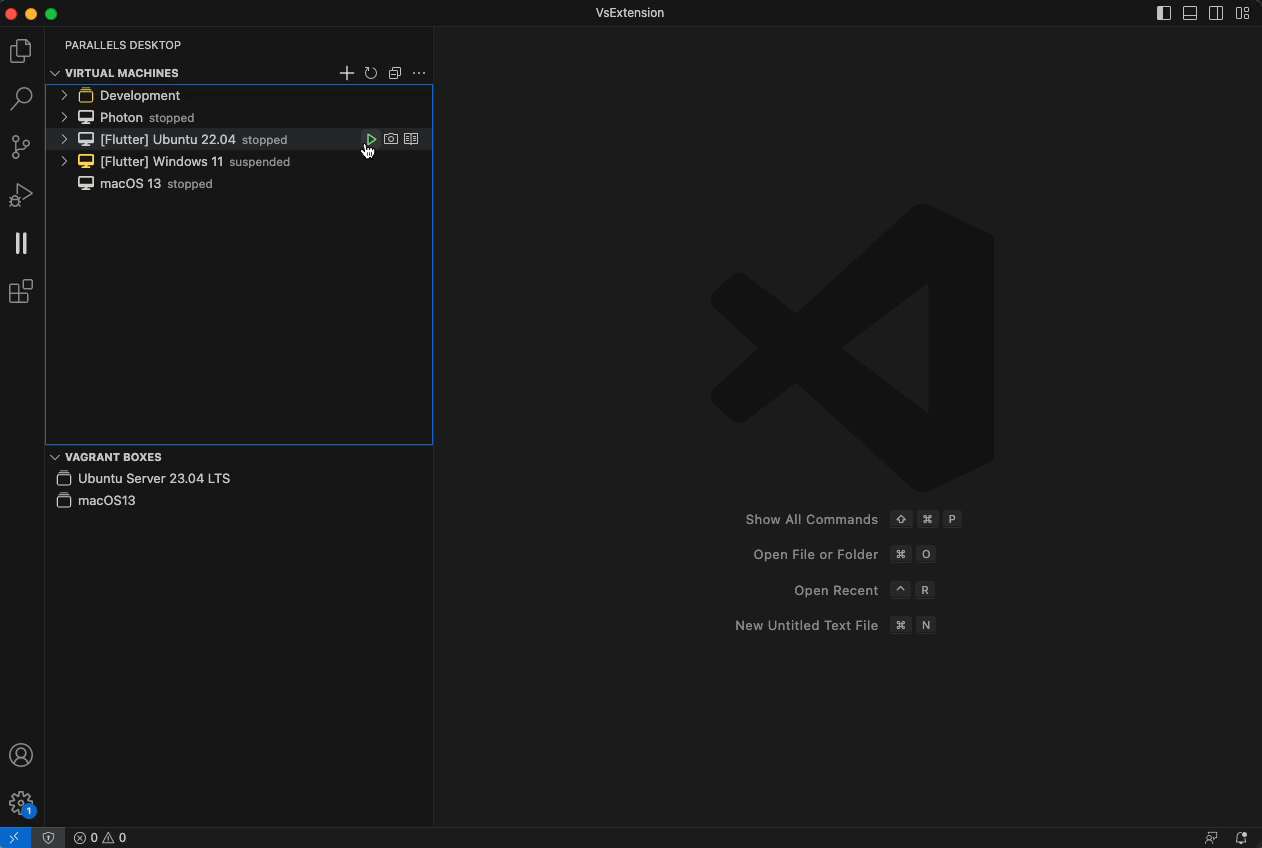 VsExtension
PARALLELS DESKTOP
VIRTUAL MACHINES
Development
Photon stopped
[Flutter] Ubuntu 22.04 stopped
[Flutter] Windows 11 suspended
macOS 13 stopped
VAGRANT BOXES
Ubuntu Server 23.04 LTS
macOS13
Show All Commands ⇧ ⌘ P
Open File or Folder ⌘ O
Open Recent ^ R
New Untitled Text File ⌘ N
1
0 0